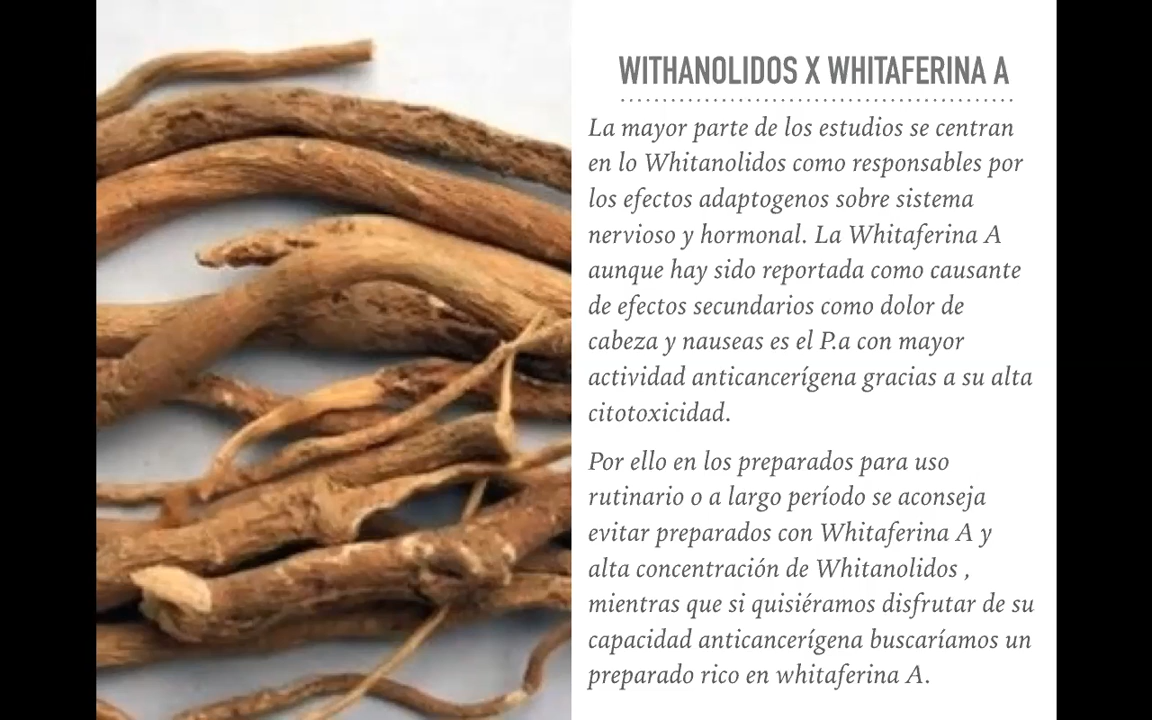 WITHANOLIDOS X WHITAFERINA A
La mayor parte de los estudios se centran
en lo Whitanolidos como responsables por
los efectos adaptogenos sobre sistema
nervioso y hormonal. La Whitaferina A
aunque hay sido reportada como causante
de efectos secundarios como dolor de
cabeza y nauseas es el P.a con mayor
actividad anticancerígena gracias a su alta
citotoxicidad.
Por ello en los preparados para uso
rutinario o a largo período se aconseja
evitar preparados con Whitaferina A y
alta concentración de Whitanolidos ,
mientras que si quisiéramos disfrutar de su
capacidad anticancerígena buscaríamos un
preparado rico en whitaferina A.